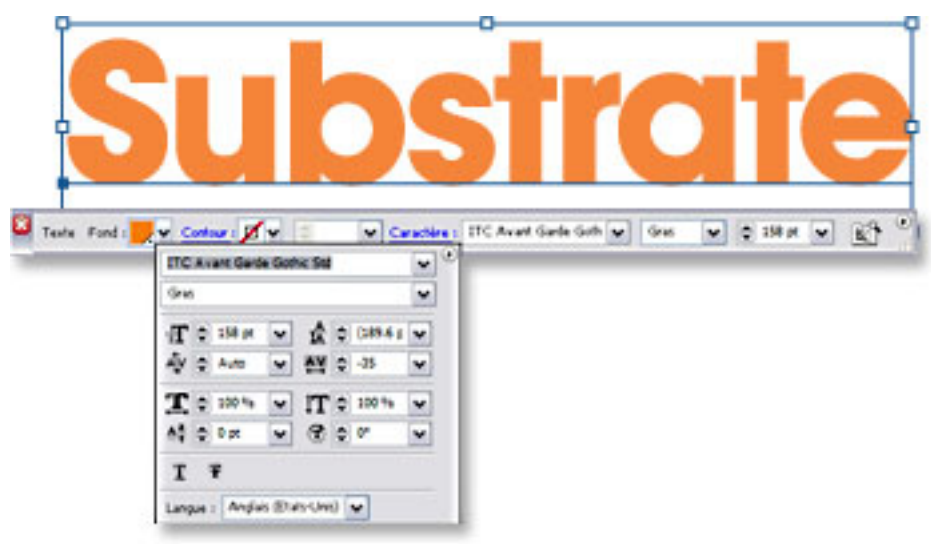 Substrate
Texte Fond : Contour : Caractère : ITC Avant Garde Goth Gras 158 pt
ITC Avant Garde Gothic Std
Gras
158 pt (189.6 p
Auto -35
100 % 100 %
0 pt 0°
Langue : Anglais (Etats-Unis)